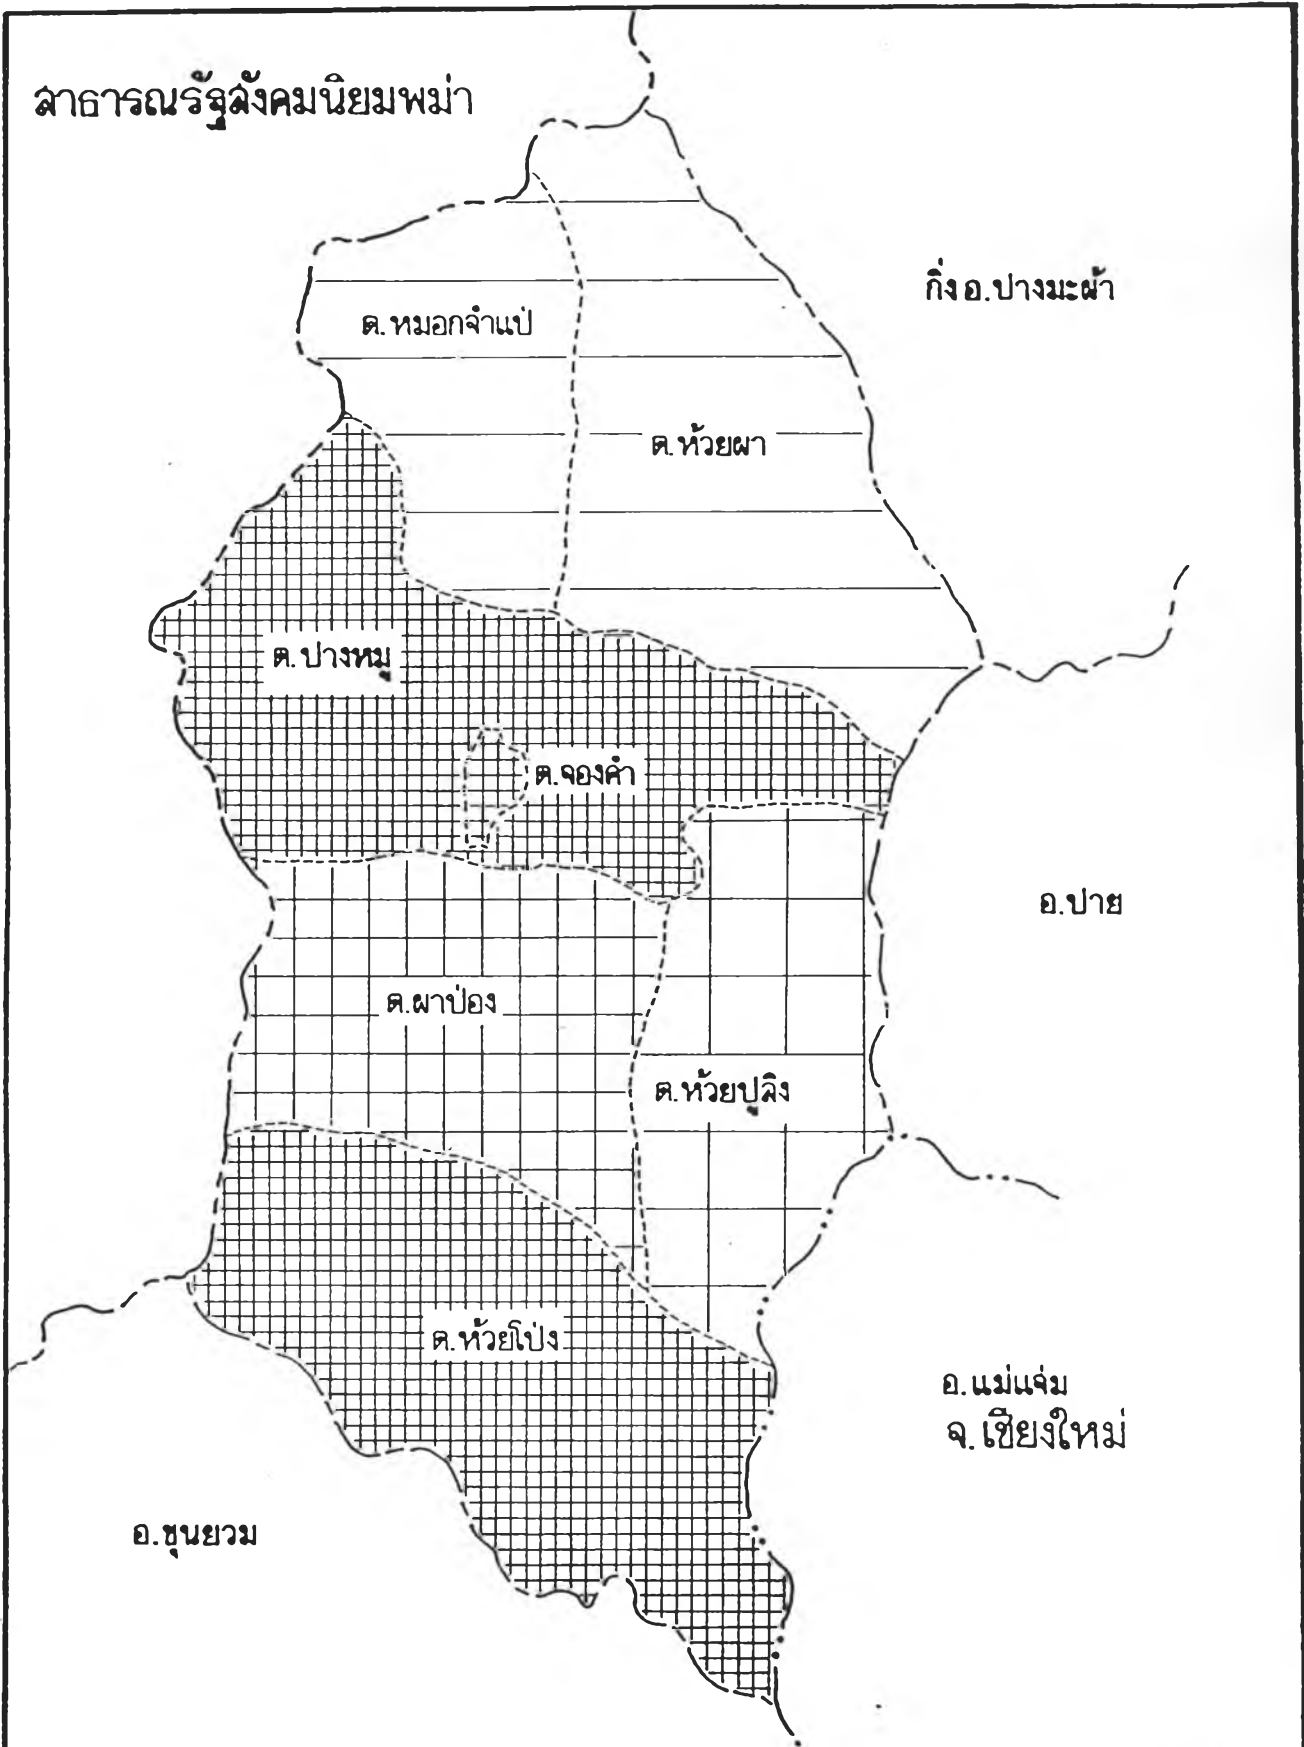 สาธารณรัฐสังคมนิยมพม่า
กิ่งอ.ปางมะผ้า
ต.หมอกจำแป่
ต.ห้วยผา
ต.ปางหมู
ต.จองคำ
อ.ปาย
ต.ผาบ่อง
ต.ห้วยปูลิง
ต.ห้วยโป่ง
อ.แม่แจ่ม
จ.เชียงใหม่
อ.ขุนยวม